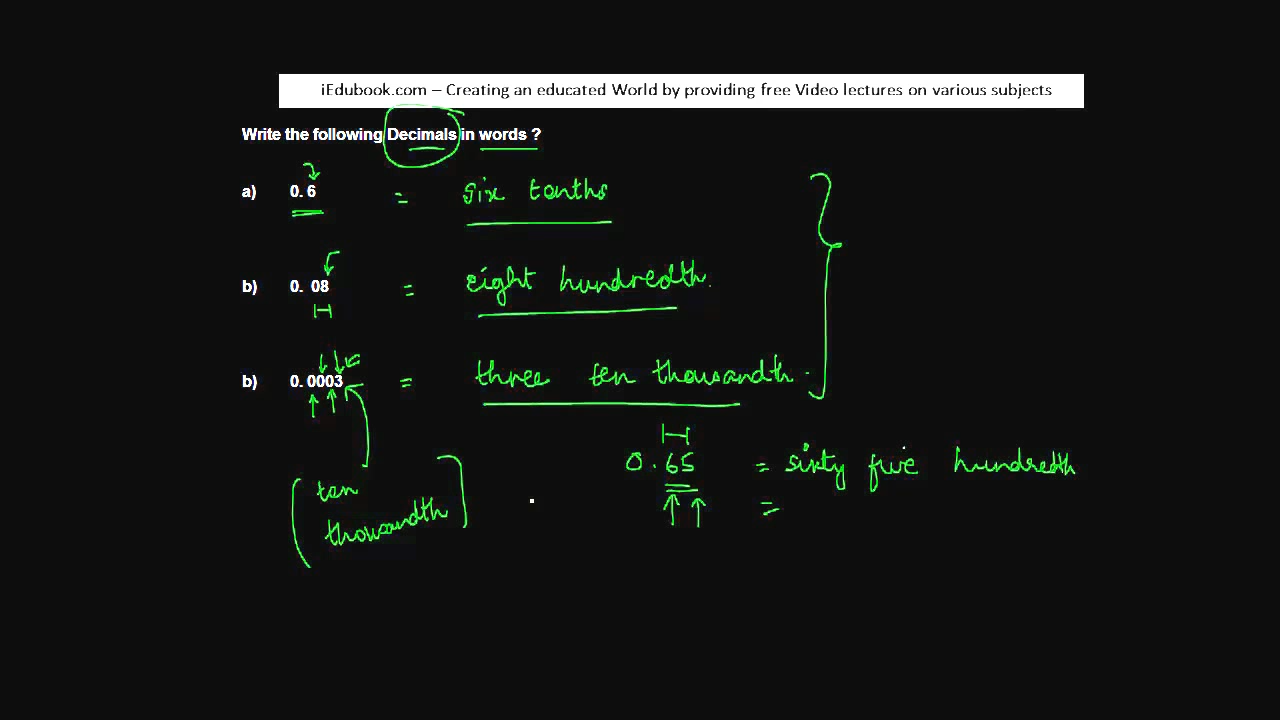 iEdubook.com – Creating an educated World by providing free Video lectures on various subjects
Write the following Decimals in words ?
a) 0. 6 = six tenths
b) 0. 08 = eight hundredth.
H
b) 0. 0003 = three ten thousandth.
H
0.65 = sixty five hundredth
=
ten
thousandth